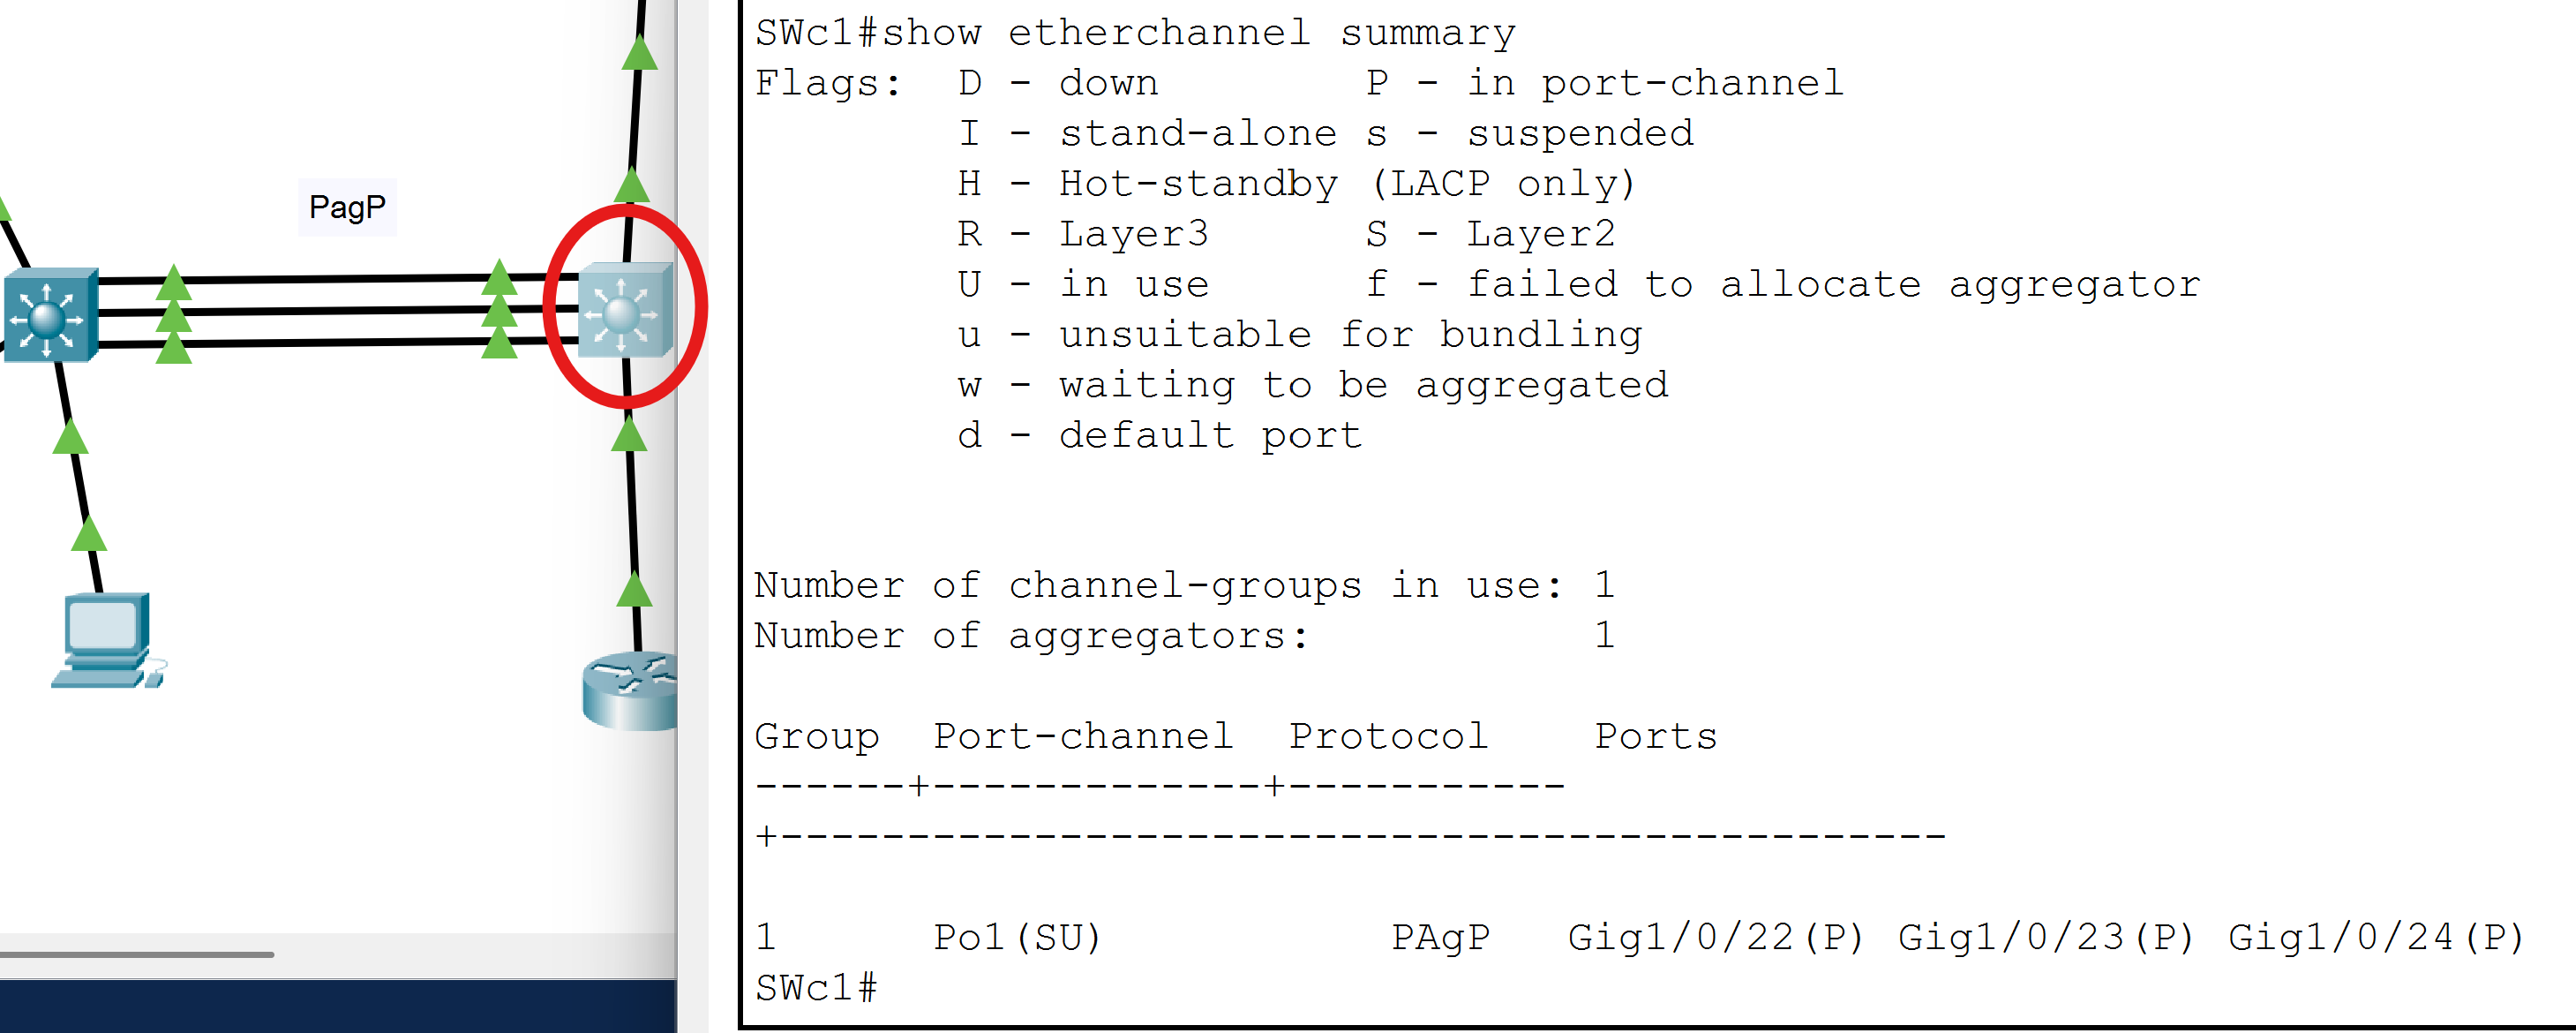 PagP
SWc1#show etherchannel summary
Flags:  D - down        P - in port-channel
        I - stand-alone s - suspended
        H - Hot-standby (LACP only)
        R - Layer3      S - Layer2
        U - in use      f - failed to allocate aggregator
        u - unsuitable for bundling
        w - waiting to be aggregated
        d - default port
Number of channel-groups in use: 1
Number of aggregators:           1
Group  Port-channel  Protocol    Ports
------+-------------+-----------
+----------------------------------------------
1      Po1(SU)           PAgP   Gig1/0/22(P) Gig1/0/23(P) Gig1/0/24(P)
SWc1#